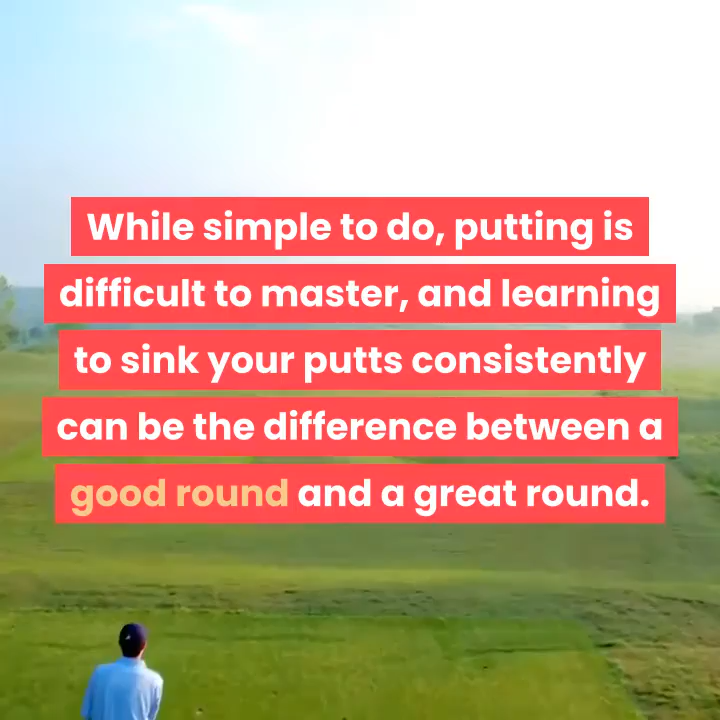 While simple to do, putting is
difficult to master, and learning
to sink your putts consistently
can be the difference between a
good round and a great round.